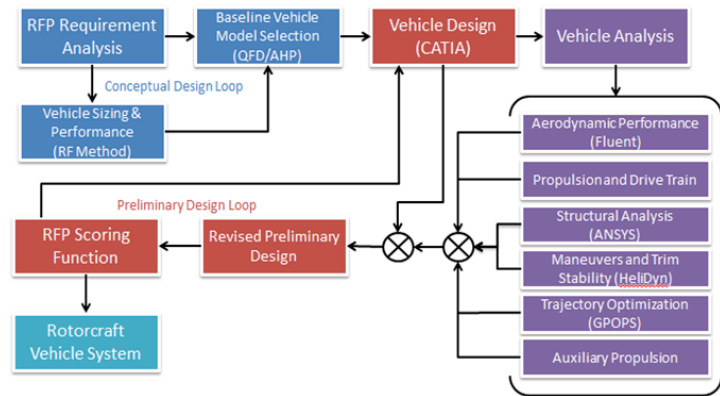 RFP Requirement
Analysis
Baseline Vehicle
Model Selection
(QFD/AHP)
Vehicle Design
(CATIA)
Vehicle Analysis
Conceptual Design Loop
Vehicle Sizing &
Performance
(RF Method)
Aerodynamic Performance
(Fluent)
Propulsion and Drive Train
Structural Analysis
(ANSYS)
Maneuvers and Trim
Stability (HeliDyn)
Trajectory Optimization
(GPOPS)
Auxiliary Propulsion
Preliminary Design Loop
RFP Scoring
Function
Revised Preliminary
Design
Rotorcraft
Vehicle System